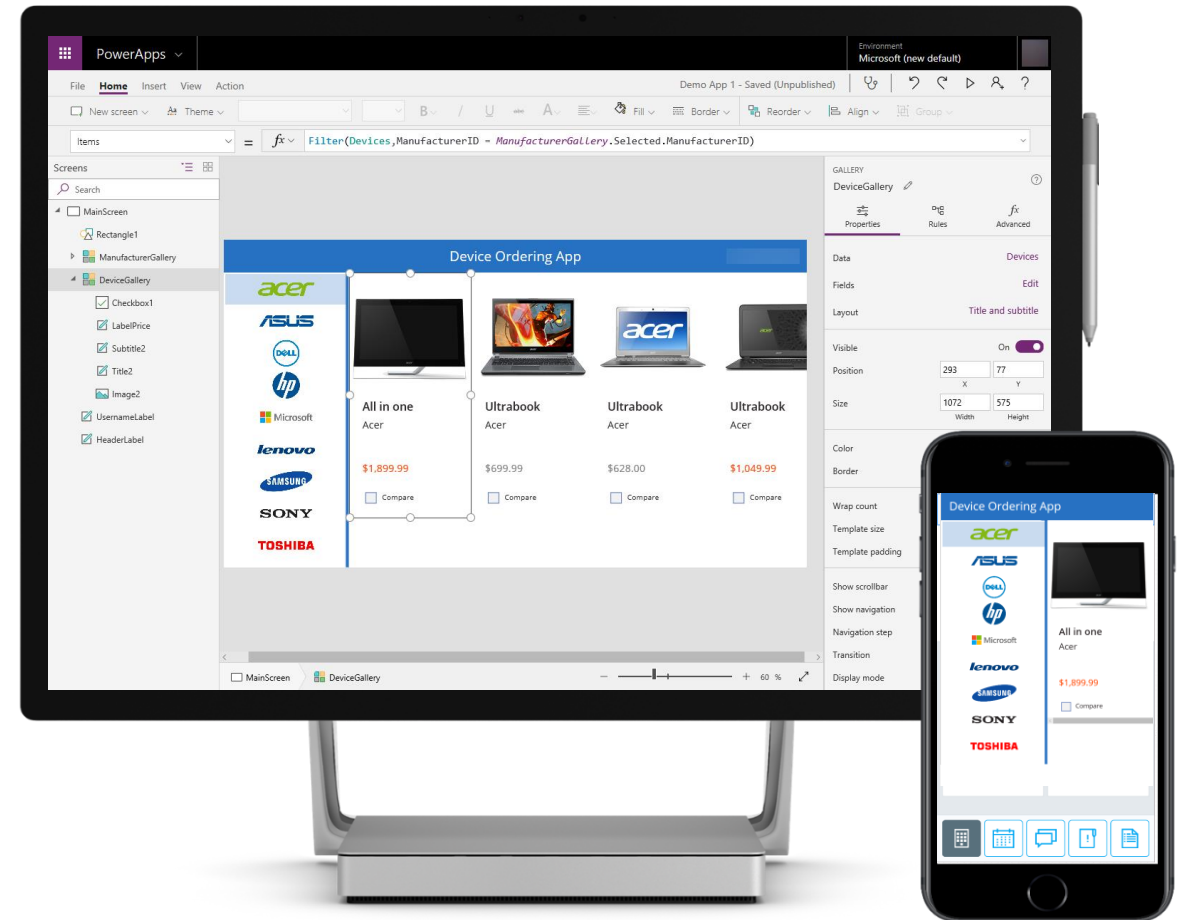 PowerApps
Environment
Microsoft (new default)
File Home Insert View Action
Demo App 1 - Saved (Unpublished)
?
New screen Theme B / U abc A Fill Border Reorder Align Group
Items = fx Filter(Devices,ManufacturerID = ManufacturerGallery.Selected.ManufacturerID)
Screens
Search
MainScreen
Rectangle1
ManufacturerGallery
DeviceGallery
Checkbox1
LabelPrice
Subtitle2
Title2
Image2
UsernameLabel
HeaderLabel
Device Ordering App
acer
ASUS
DELL
hp
Microsoft
lenovo
SAMSUNG
SONY
TOSHIBA
acer
acer
All in one Ultrabook Ultrabook Ultrabook
Acer Acer Acer Acer
$1,899.99 $699.99 $628.00 $1,049.99
Compare Compare Compare Compare
MainScreen DeviceGallery
60 %
GALLERY
DeviceGallery
?
Properties Rules fx Advanced
Data Devices
Fields Edit
Layout Title and subtitle
Visible On
Position 293 77
X Y
Size 1072 575
Width Height
Color
Border
Wrap count
Template size
Template padding
Show scrollbar
Show navigation
Navigation step
Transition
Display mode
Device Ordering App
acer
ASUS
DELL
hp
Microsoft
lenovo
SAMSUNG
SONY
TOSHIBA
All in one
Acer
$1,899.99
Compare